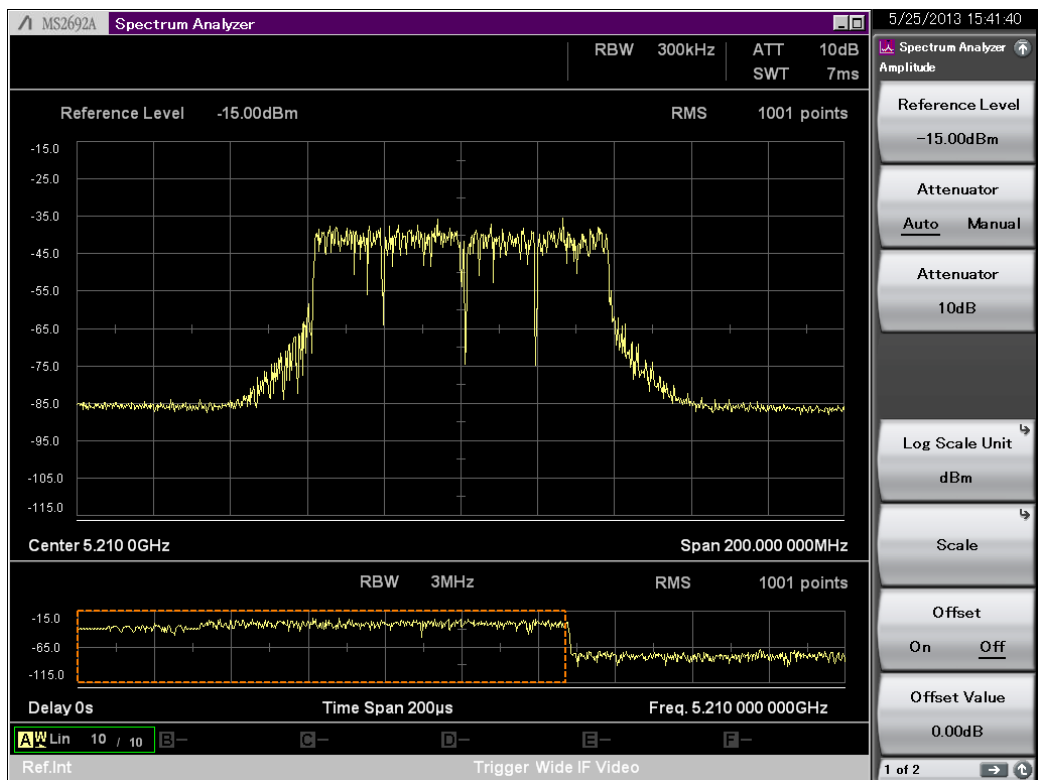 MS2692A Spectrum Analyzer
5/25/2013 15:41:40
RBW 300kHz ATT 10dB
SWT 7ms
Reference Level -15.00dBm RMS 1001 points
-15.0
-25.0
-35.0
-45.0
-55.0
-65.0
-75.0
-85.0
-95.0
-105.0
-115.0
Center 5.210 0GHz Span 200.000 000MHz
RBW 3MHz RMS 1001 points
-15.0
-65.0
-115.0
Delay 0s Time Span 200µs Freq. 5.210 000 000GHz
A W Lin 10 / 10 B- C- D- E- F-
Ref.Int Trigger Wide IF Video
Spectrum Analyzer
Amplitude
Reference Level
-15.00dBm
Attenuator
Auto Manual
Attenuator
10dB
Log Scale Unit
dBm
Scale
Offset
On Off
Offset Value
0.00dB
1 of 2